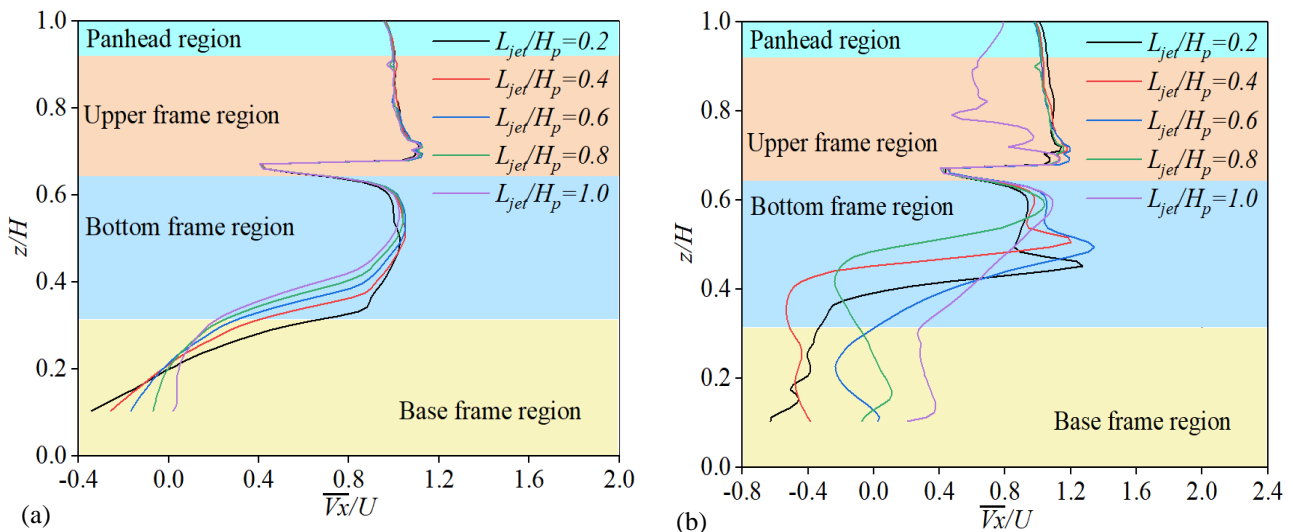 1.0
0.8
0.6
0.4
0.2
0.0
z/H
Panhead region
Upper frame region
Bottom frame region
Base frame region
L_jet/H_p=0.2
L_jet/H_p=0.4
L_jet/H_p=0.6
L_jet/H_p=0.8
L_jet/H_p=1.0
-0.4 0.0 0.4 0.8 1.2 1.6 2.0
V̅x̅/U
(a)
1.0
0.8
0.6
0.4
0.2
0.0
z/H
Panhead region
Upper frame region
Bottom frame region
Base frame region
L_jet/H_p=0.2
L_jet/H_p=0.4
L_jet/H_p=0.6
L_jet/H_p=0.8
L_jet/H_p=1.0
-0.8 -0.4 0.0 0.4 0.8 1.2 1.6 2.0 2.4
V̅x̅/U
(b)